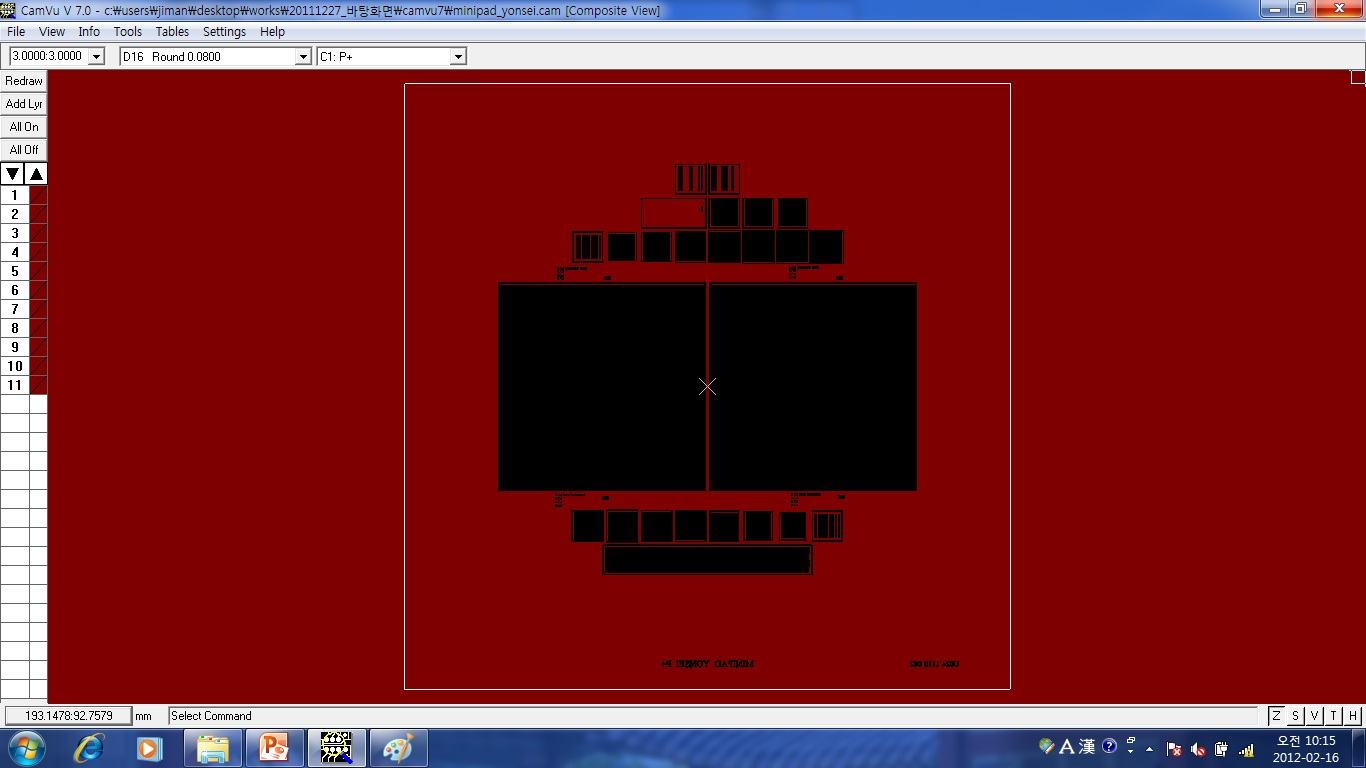 CamVu V 7.0 - c:₩users₩jiman₩desktop₩works₩20111227_바탕화면₩camvu7₩minipad_yonsei.cam [Composite View]
File View Info Tools Tables Settings Help
3.0000:3.0000 D16 Round 0.0800 C1: P+
Redraw
Add Lyr
All On
All Off
1
2
3
4
5
6
7
8
9
10
11
MINIPAD YONSEI P+
193.1478:92.7579 mm Select Command Z S V T H
A 漢 ? 오전 10:15
2012-02-16